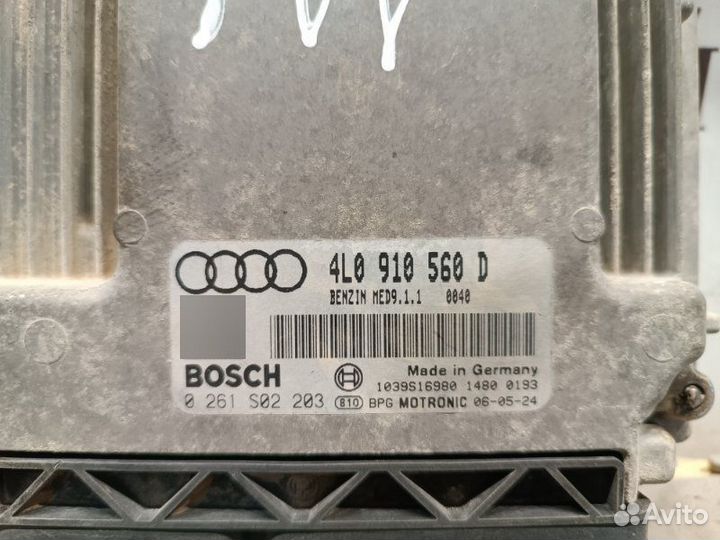 4L0 910 560 D
BENZIN MED9.1.1 0040
BOSCH
Made in Germany
1039S16980 1480 0193
0 261 S02 203 810 BPG MOTRONIC 06-05-24
Avito